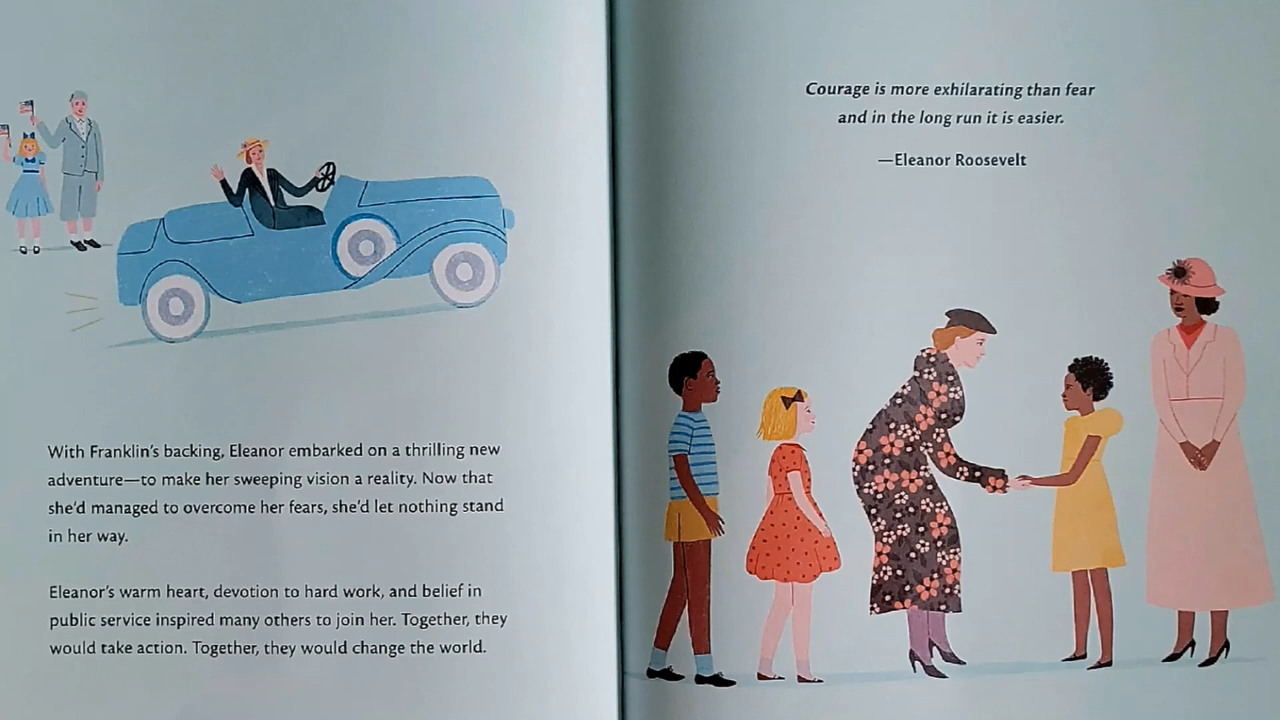 With Franklin's backing, Eleanor embarked on a thrilling new
adventure—to make her sweeping vision a reality. Now that
she'd managed to overcome her fears, she'd let nothing stand
in her way.
Eleanor's warm heart, devotion to hard work, and belief in
public service inspired many others to join her. Together, they
would take action. Together, they would change the world.
Courage is more exhilarating than fear
and in the long run it is easier.
—Eleanor Roosevelt